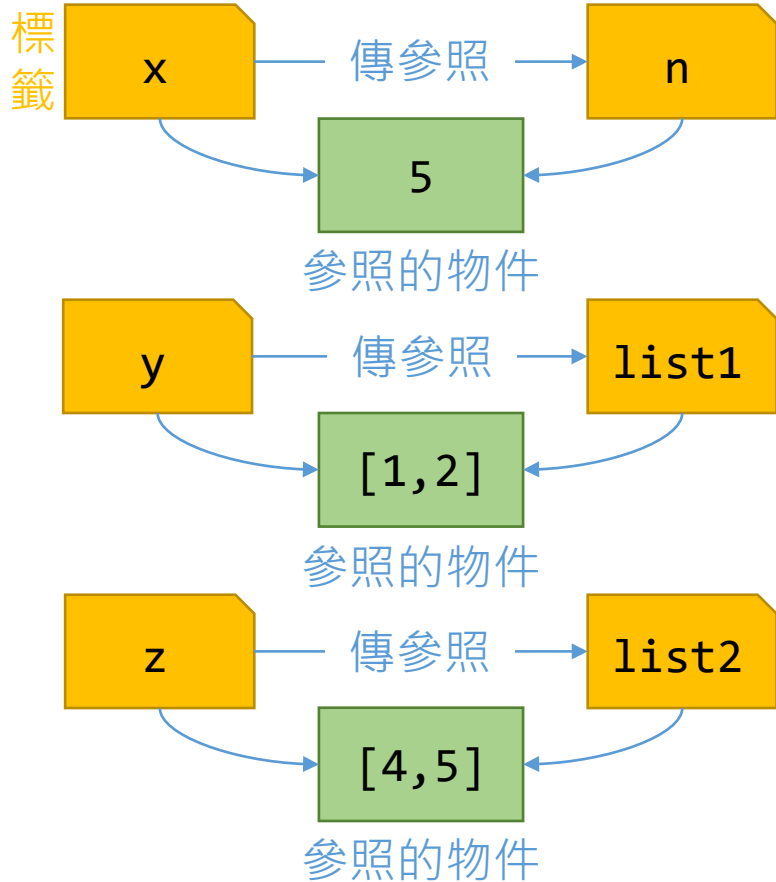 標籤
x 傳參照 n
5
參照的物件
y 傳參照 list1
[1,2]
參照的物件
z 傳參照 list2
[4,5]
參照的物件